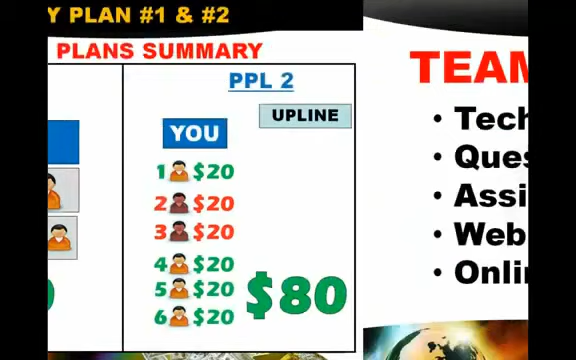 Y PLAN #1 & #2
PLANS SUMMARY
PPL 2
UPLINE
YOU
1 $20
2 $20
3 $20
4 $20
5 $20
6 $20
$80
TEAM
• Tech
• Ques
• Assi
• Web
• Onlin